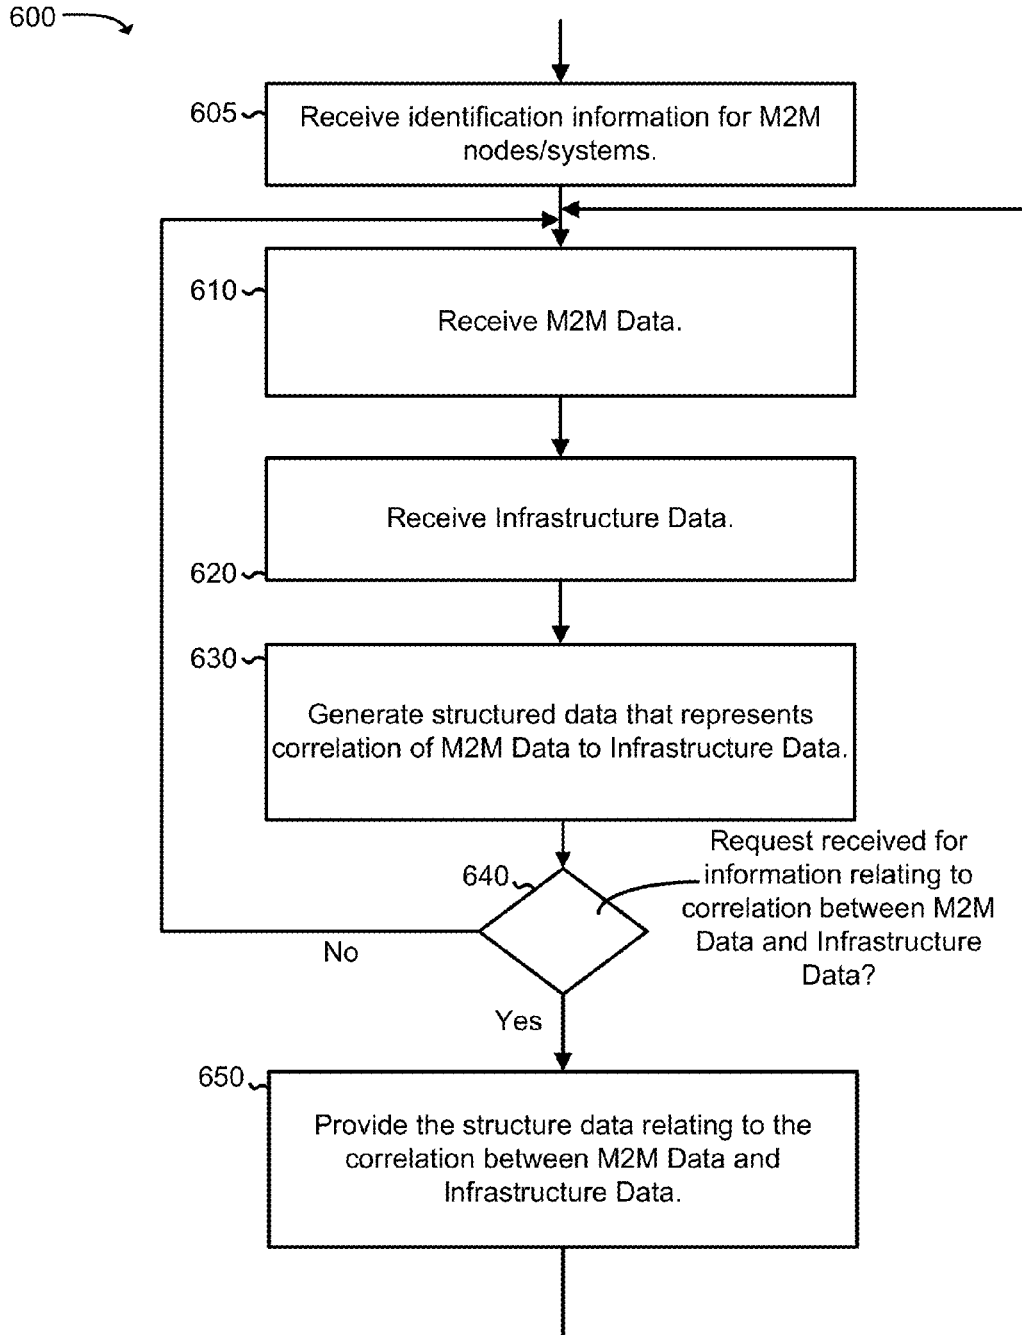 600
605
Receive identification information for M2M
nodes/systems.
610
Receive M2M Data.
Receive Infrastructure Data.
620
630
Generate structured data that represents
correlation of M2M Data to Infrastructure Data.
640
Request received for
information relating to
correlation between M2M
Data and Infrastructure
Data?
No
Yes
650
Provide the structure data relating to the
correlation between M2M Data and
Infrastructure Data.